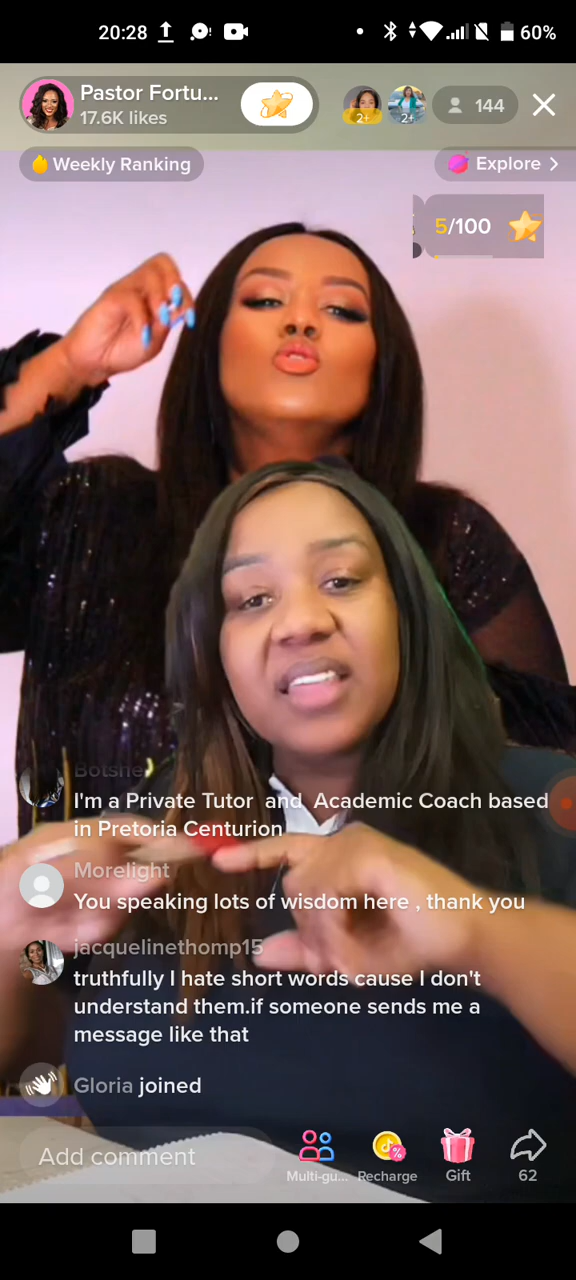 20:28
60%
Pastor Fortu...
17.6K likes
2+
2+
144
Weekly Ranking
Explore >
5/100
Botshe
I'm a Private Tutor and Academic Coach based
in Pretoria Centurion
Morelight
You speaking lots of wisdom here , thank you
jacquelinethomp15
truthfully I hate short words cause I don't
understand them.if someone sends me a
message like that
Gloria joined
Add comment
Multi-gu...
Recharge
Gift
62